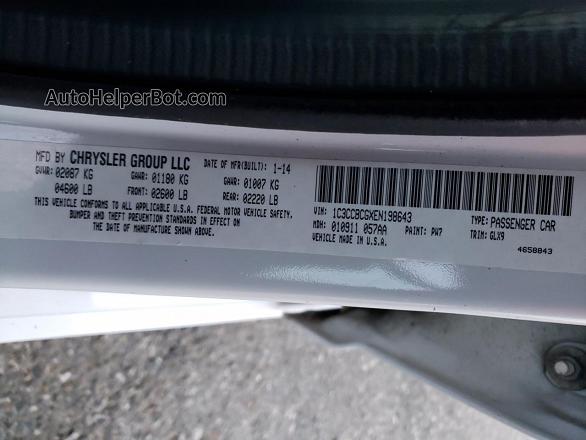 AutoHelperBot.com
MFD BY CHRYSLER GROUP LLC DATE OF MFR(BUILT): 1-14
GVWR: 02087 KG GAWR: 01180 KG GAWR: 01007 KG
04600 LB FRONT: 02600 LB REAR: 02220 LB
THIS VEHICLE CONFORMS TO ALL APPLICABLE U.S.A. FEDERAL MOTOR VEHICLE SAFETY,
BUMPER AND THEFT PREVENTION STANDARDS IN EFFECT ON
THE DATE OF MANUFACTURE SHOWN ABOVE.
VIN: 1C3CCBCGXEN198643 TYPE: PASSENGER CAR
MDH: 010911 057AA PAINT: PW7 TRIM: GLX9
VEHICLE MADE IN U.S.A.
4658843